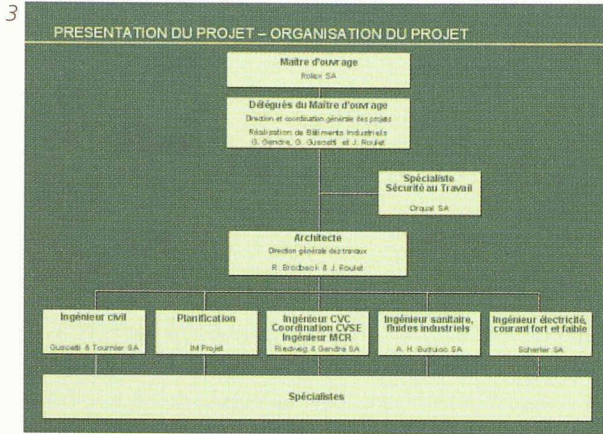 3
PRESENTATION DU PROJET – ORGANISATION DU PROJET
Maître d'ouvrage
Rolex SA
Délégués du Maître d'ouvrage
Direction et coordination générale des projets
Réalisation de Bâtiments Industriels
G. Gendre, G. Guscetti et J. Roulet
Spécialiste
Sécurité au Travail
Orqual SA
Architecte
Direction générale des travaux
R. Brodbeck & J. Roulet
Ingénieur civil
Guscetti & Tournier SA
Planification
IM Projet
Ingénieur CVC
Coordination CVSE
Ingénieur MCR
Riedweg & Gendre SA
Ingénieur sanitaire,
fluides industriels
A. H. SA
Ingénieur électricité,
courant fort et faible
Scherler SA
Spécialistes